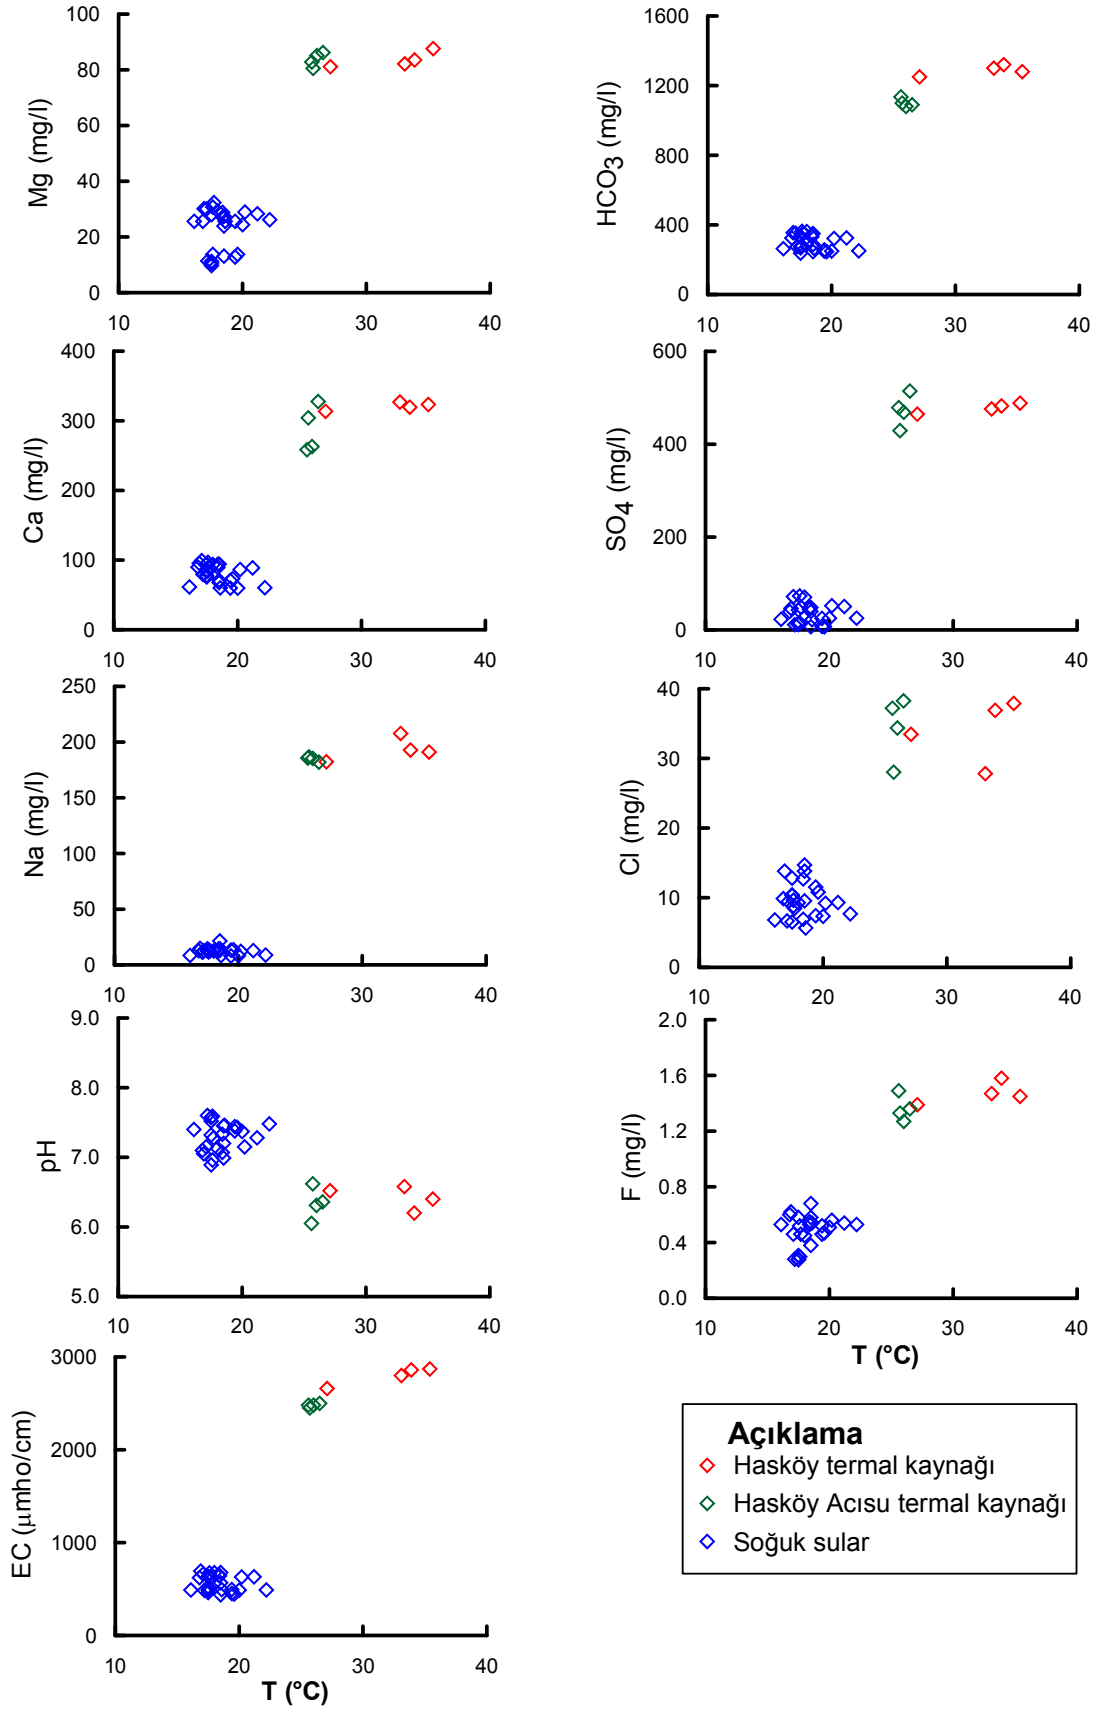 100
80
60
40
20
0
Mg (mg/l)
10 20 30 40
1600
1200
800
400
0
HCO3 (mg/l)
10 20 30 40
400
300
200
100
0
Ca (mg/l)
10 20 30 40
600
400
200
0
SO4 (mg/l)
10 20 30 40
250
200
150
100
50
0
Na (mg/l)
10 20 30 40
40
30
20
10
0
Cl (mg/l)
10 20 30 40
9.0
8.0
7.0
6.0
5.0
pH
10 20 30 40
2.0
1.6
1.2
0.8
0.4
0.0
F (mg/l)
10 20 30 40
T (°C)
3000
2000
1000
0
EC (μmho/cm)
10 20 30 40
T (°C)
Açıklama
Hasköy termal kaynağı
Hasköy Acısu termal kaynağı
Soğuk sular